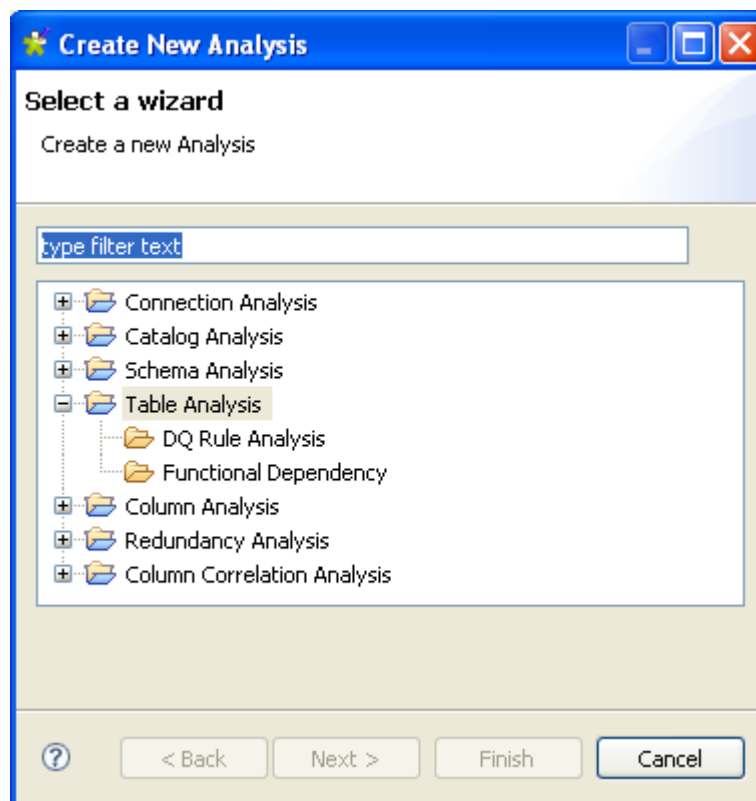 Create New Analysis
Select a wizard
Create a new Analysis
type filter text
Connection Analysis
Catalog Analysis
Schema Analysis
Table Analysis
DQ Rule Analysis
Functional Dependency
Column Analysis
Redundancy Analysis
Column Correlation Analysis
? < Back Next > Finish Cancel